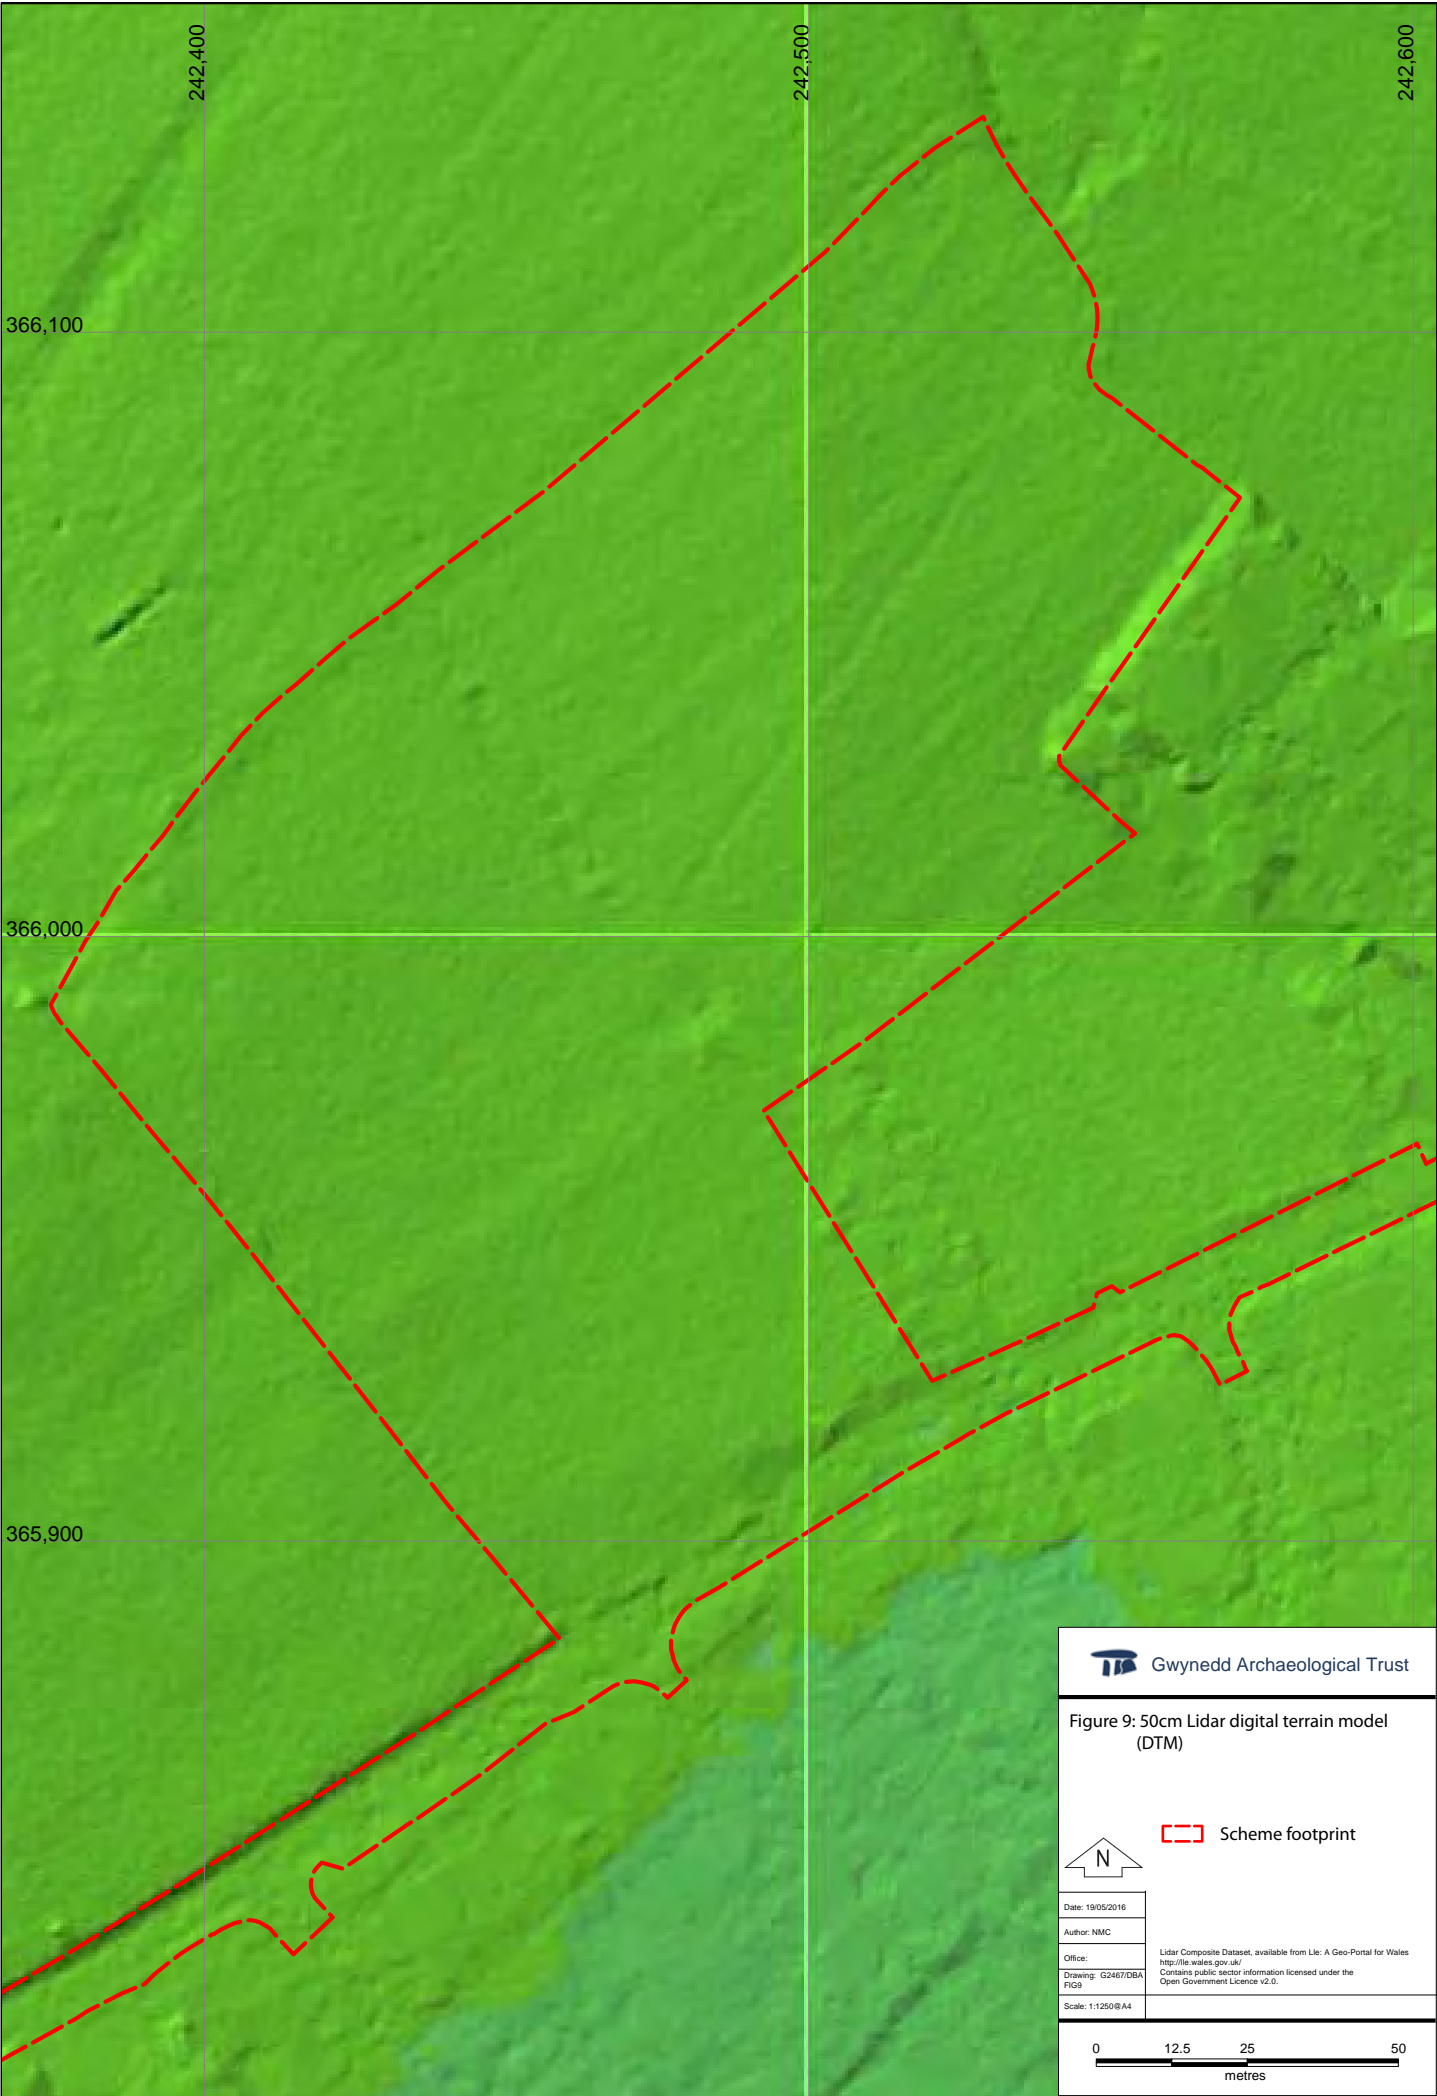 242,400
242,500
242,600
366,100
366,000
365,900
Gwynedd Archaeological Trust
Figure 9: 50cm Lidar digital terrain model
(DTM)
Scheme footprint
N
Date: 19/05/2016
Author: NMC
Office:
Drawing: G2467/DBA
FIG9
Scale: 1:1250@A4
Lidar Composite Dataset, available from Lle: A Geo-Portal for Wales
http://lle.wales.gov.uk/
Contains public sector information licensed under the
Open Government Licence v2.0.
0 12.5 25 50
metres